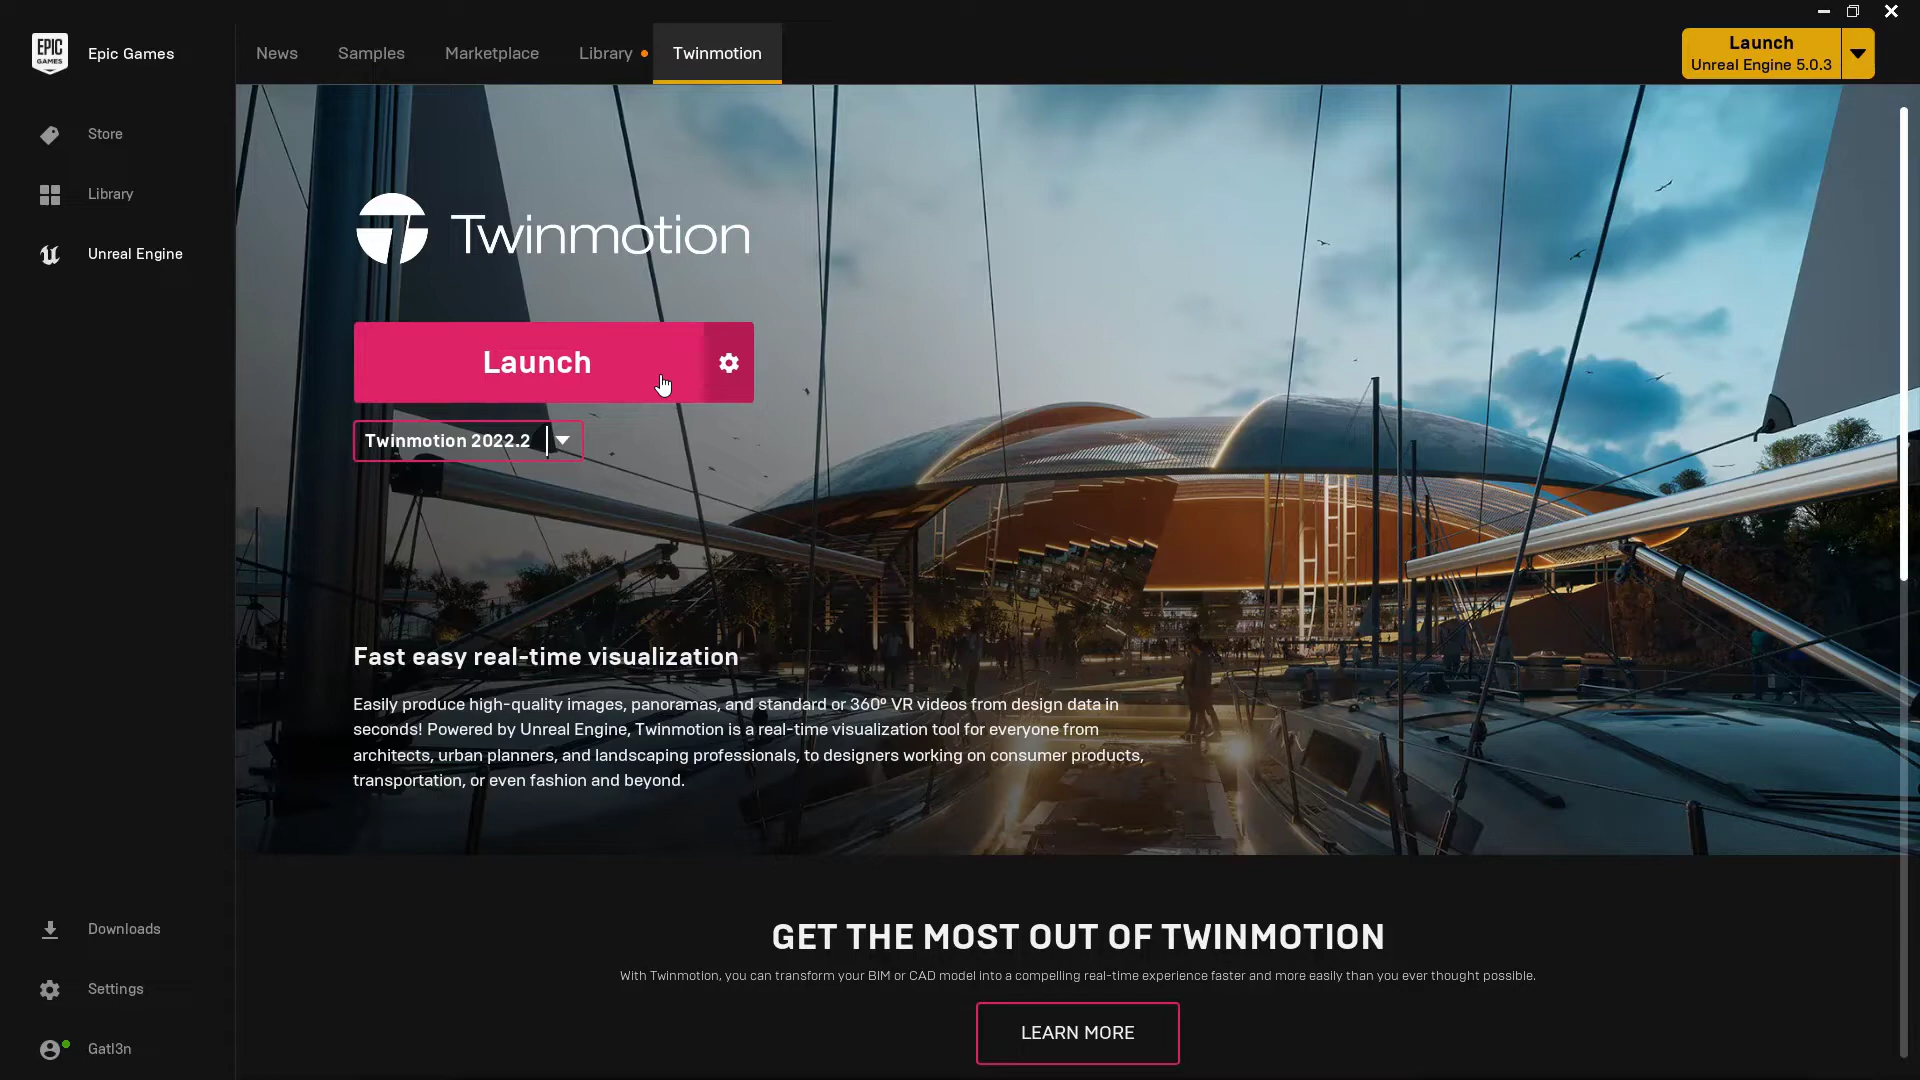 EPIC
GAMES
Epic Games
News
Samples
Marketplace
Library
Twinmotion
Launch
Unreal Engine 5.0.3
Store
Library
Unreal Engine
Twinmotion
Launch
Twinmotion 2022.2
Fast easy real-time visualization
Easily produce high-quality images, panoramas, and standard or 360º VR videos from design data in
seconds! Powered by Unreal Engine, Twinmotion is a real-time visualization tool for everyone from
architects, urban planners, and landscaping professionals, to designers working on consumer products,
transportation, or even fashion and beyond.
Downloads
Settings
Gatl3n
GET THE MOST OUT OF TWINMOTION
With Twinmotion, you can transform your BIM or CAD model into a compelling real-time experience faster and more easily than you ever thought possible.
LEARN MORE